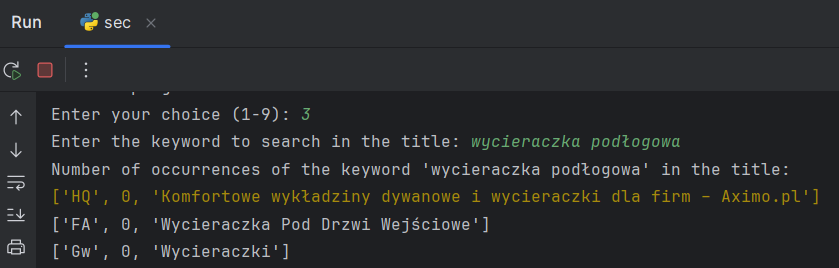 Run sec
Enter your choice (1-9): 3
Enter the keyword to search in the title: wycieraczka podłogowa
Number of occurrences of the keyword 'wycieraczka podłogowa' in the title:
['HQ', 0, 'Komfortowe wykładziny dywanowe i wycieraczki dla firm – Aximo.pl']
['FA', 0, 'Wycieraczka Pod Drzwi Wejściowe']
['Gw', 0, 'Wycieraczki']